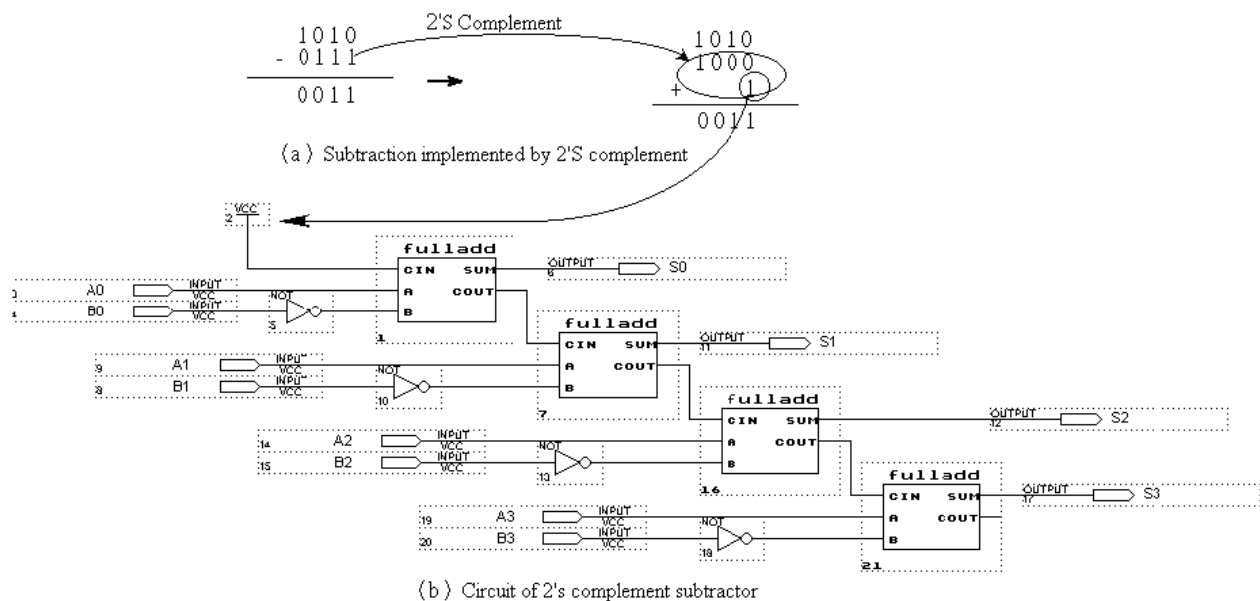 2'S Complement
1010
- 0111
0011
1010
1000
+ 1
0011
(a) Subtraction implemented by 2'S complement
VCC
2
fulladd
CIN SUM
A COUT
B
1
OUTPUT
6
S0
A0
INPUT
VCC
B0
INPUT
VCC
NOT
5
fulladd
CIN SUM
A COUT
B
7
OUTPUT
11
S1
9
A1
VCC
8
B1
VCC
NOT
10
fulladd
CIN SUM
A COUT
B
16
OUTPUT
12
S2
14
A2
INPUT
VCC
15
B2
INPUT
VCC
NOT
13
fulladd
CIN SUM
A COUT
B
21
OUTPUT
17
S3
19
A3
INPUT
VCC
20
B3
INPUT
VCC
NOT
18
(b) Circuit of 2's complement subtractor